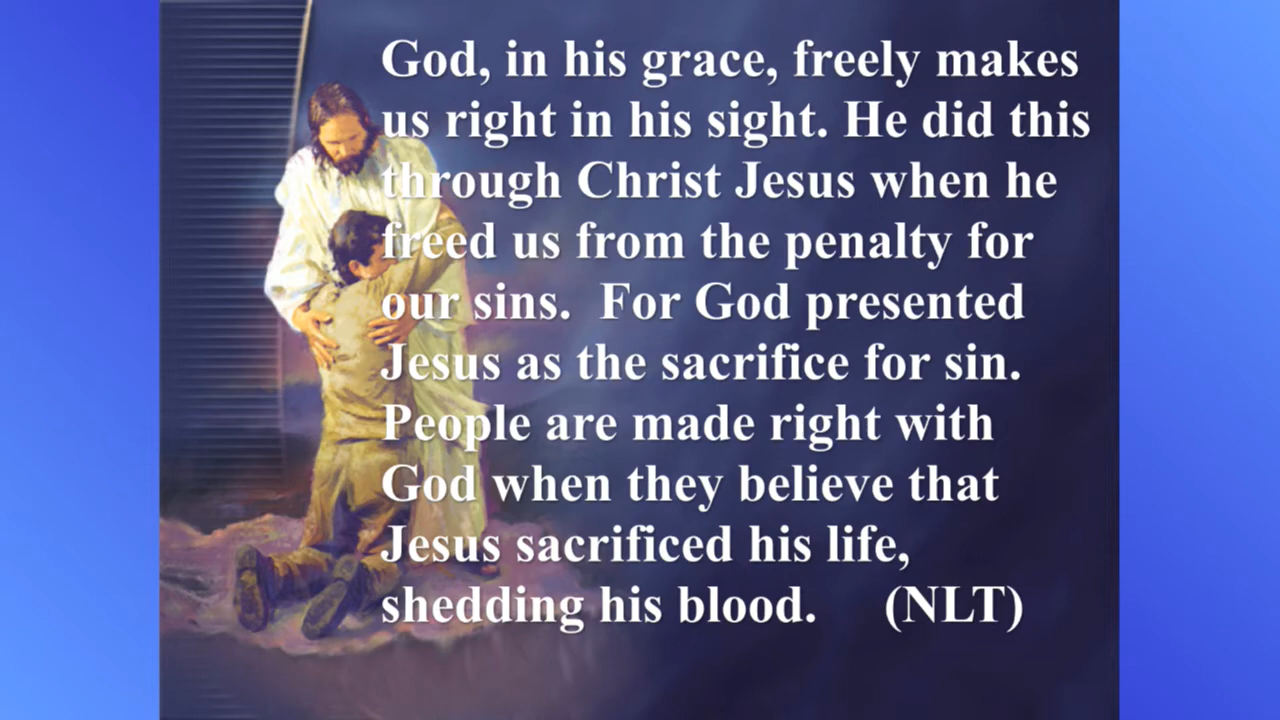 God, in his grace, freely makes
us right in his sight. He did this
through Christ Jesus when he
freed us from the penalty for
our sins.  For God presented
Jesus as the sacrifice for sin.
People are made right with
God when they believe that
Jesus sacrificed his life,
shedding his blood.    (NLT)